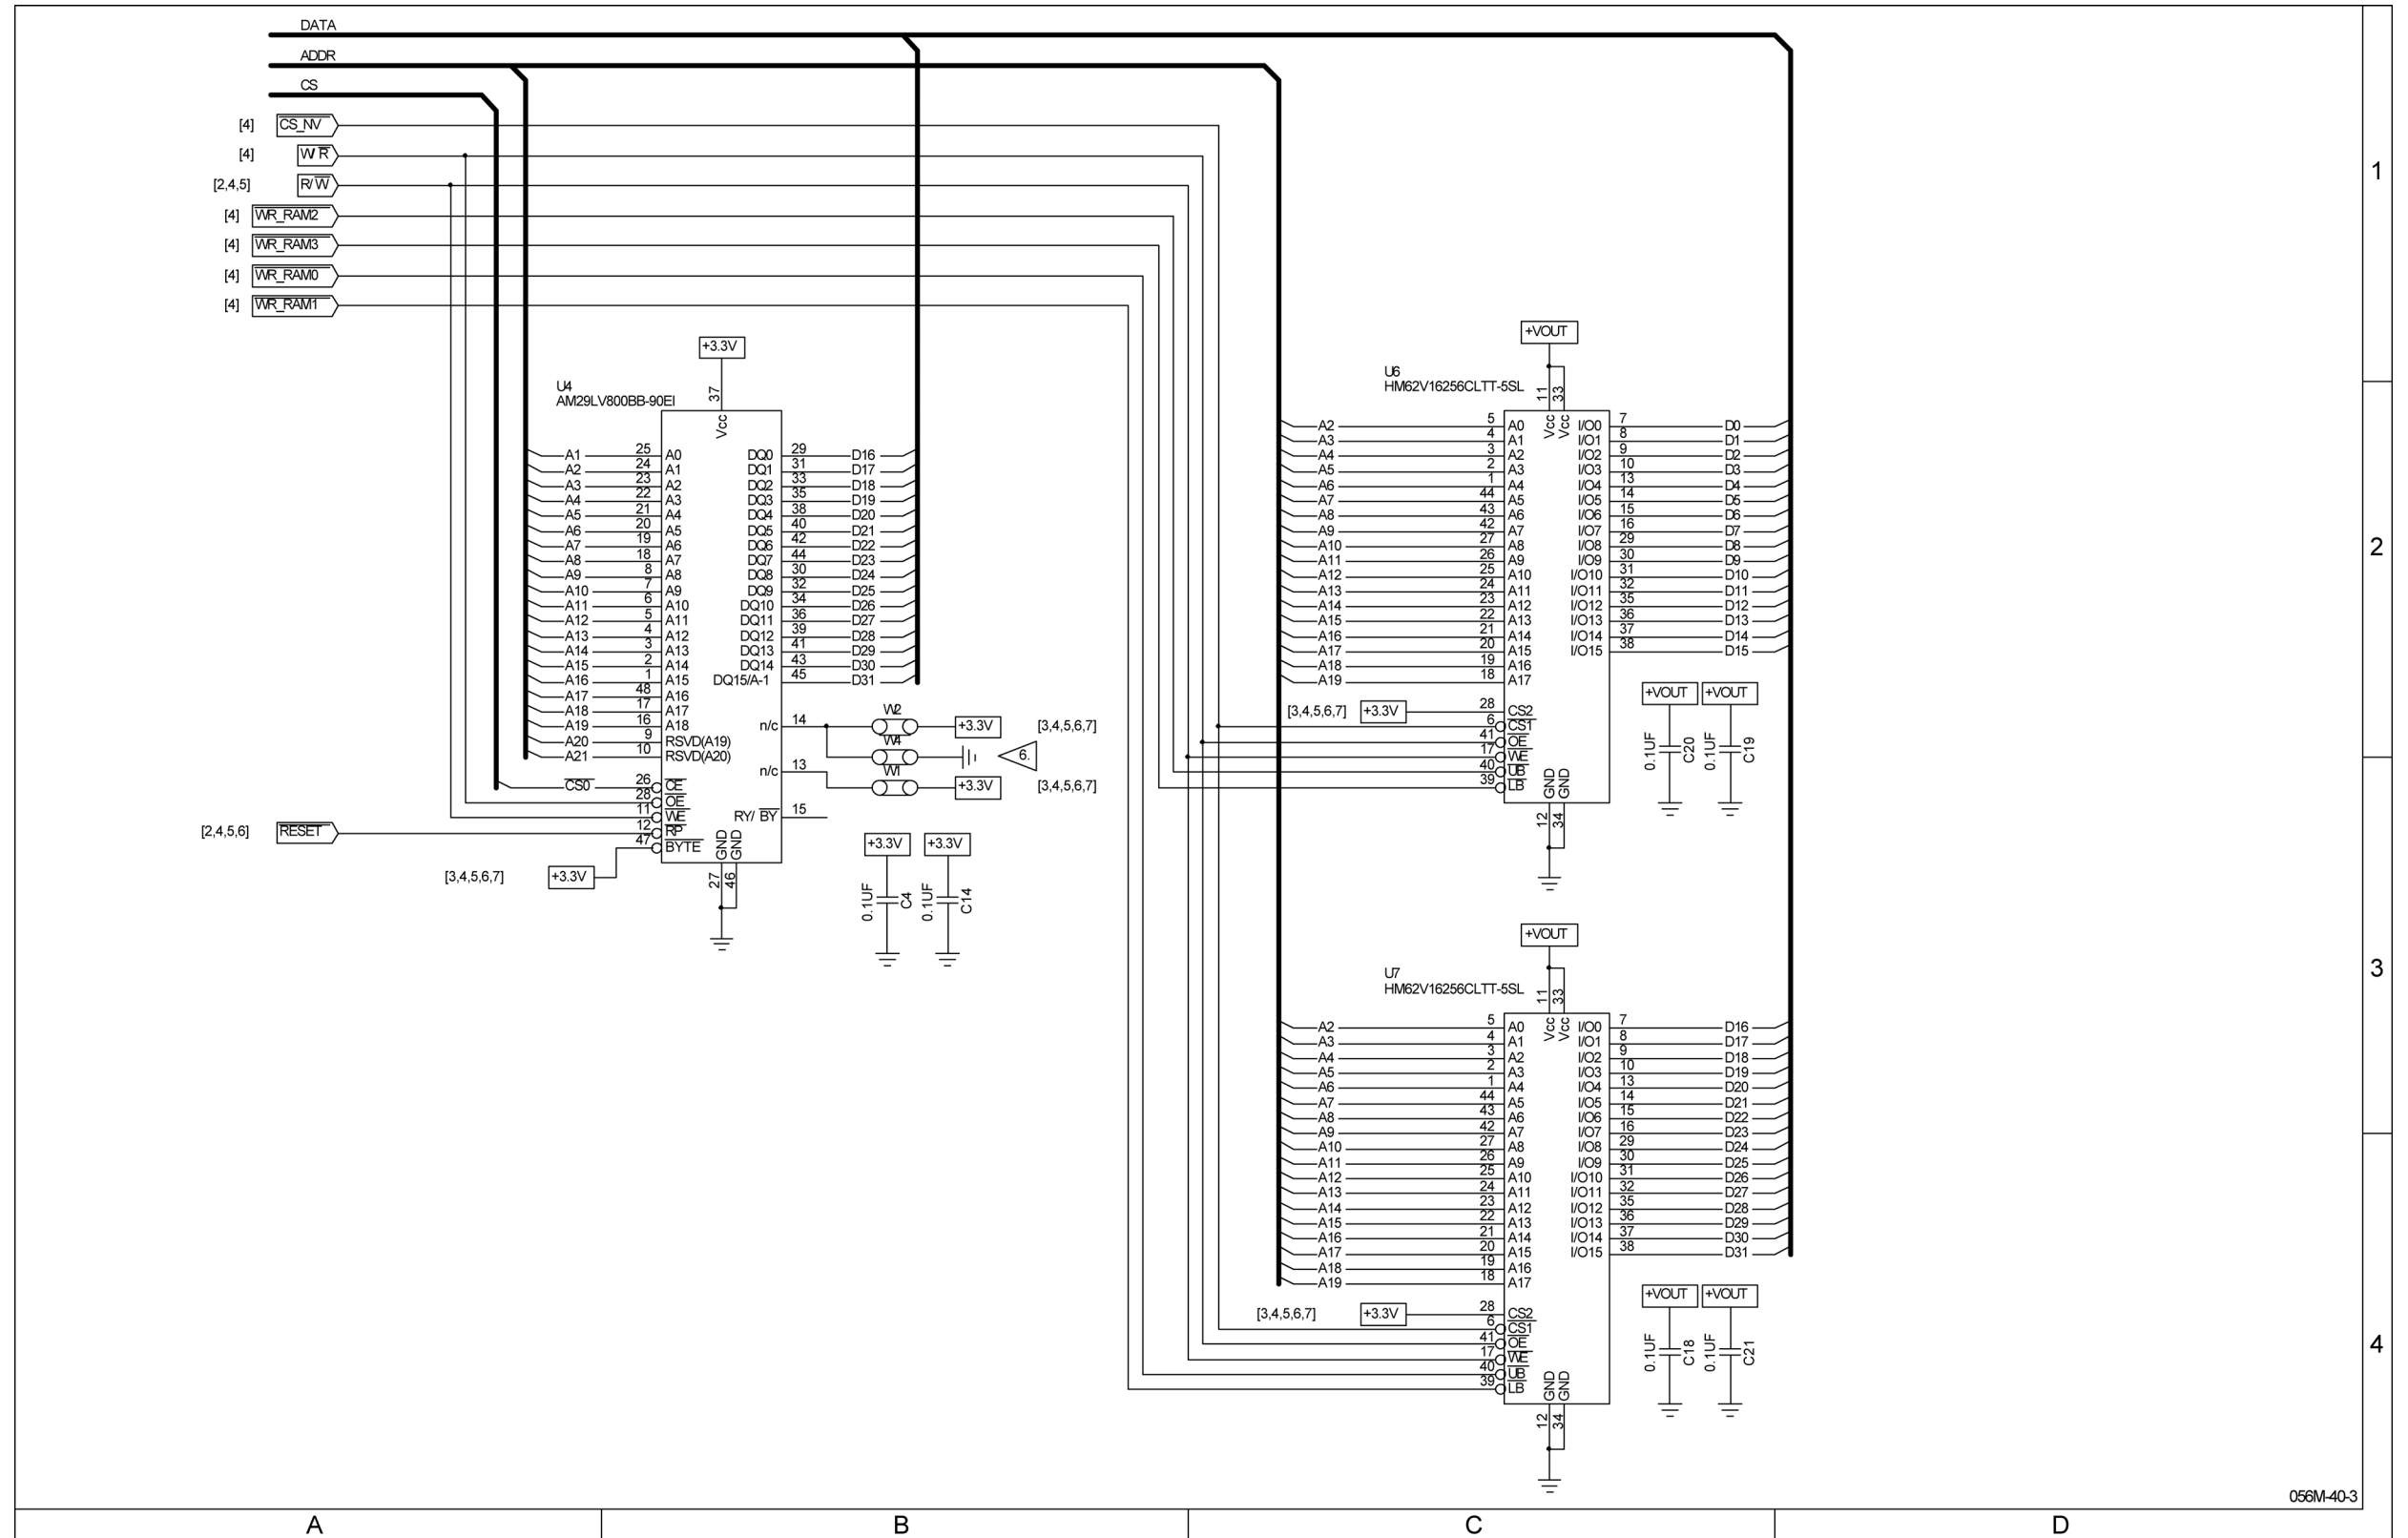 DATA
ADDR
CS
[4] CS_NV
[4] W/R
[2,4,5] R/W
[4] WR_RAM2
[4] WR_RAM3
[4] WR_RAM0
[4] WR_RAM1
1
2
3
4
+3.3V
U4
AM29LV800BB-90EI
37
Vcc
A1 25 A0 DQ0 29 D16
A2 24 A1 DQ1 31 D17
A3 23 A2 DQ2 33 D18
A4 22 A3 DQ3 35 D19
A5 21 A4 DQ4 38 D20
A6 20 A5 DQ5 40 D21
A7 19 A6 DQ6 42 D22
A8 18 A7 DQ7 44 D23
A9 8 A8 DQ8 30 D24
A10 7 A9 DQ9 32 D25
A11 6 A10 DQ10 34 D26
A12 5 A11 DQ11 36 D27
A13 4 A12 DQ12 39 D28
A14 3 A13 DQ13 41 D29
A15 2 A14 DQ14 43 D30
A16 1 A15 DQ15/A-1 45 D31
A17 48 A16
A18 17 A17
A19 16 A18
A20 9 RSVD(A19)
A21 10 RSVD(A20)
n/c 14 W2 +3.3V [3,4,5,6,7]
W4 6.
n/c 13 W1 +3.3V [3,4,5,6,7]
CS0 26 CE
28 OE
11 WE
RY/ BY 15
[2,4,5,6] RESET 12 RP
47 BYTE
[3,4,5,6,7] +3.3V
GND GND
27 46
+3.3V +3.3V
0.1UF C4 0.1UF C14
+VOUT
U6
HM62V16256CLTT-5SL
11 33
Vcc Vcc
A2 5 A0 I/O0 7 D0
A3 4 A1 I/O1 8 D1
A4 3 A2 I/O2 9 D2
A5 2 A3 I/O3 10 D3
A6 1 A4 I/O4 13 D4
A7 44 A5 I/O5 14 D5
A8 43 A6 I/O6 15 D6
A9 42 A7 I/O7 16 D7
A10 27 A8 I/O8 29 D8
A11 26 A9 I/O9 30 D9
A12 25 A10 I/O10 31 D10
A13 24 A11 I/O11 32 D11
A14 23 A12 I/O12 35 D12
A15 22 A13 I/O13 36 D13
A16 21 A14 I/O14 37 D14
A17 20 A15 I/O15 38 D15
A18 19 A16
A19 18 A17
[3,4,5,6,7] +3.3V 28 CS2
6 CS1
41 OE
17 WE
40 UB
39 LB
GND GND
12 34
+VOUT +VOUT
0.1UF C20 0.1UF C19
+VOUT
U7
HM62V16256CLTT-5SL
11 33
Vcc Vcc
A2 5 A0 I/O0 7 D16
A3 4 A1 I/O1 8 D17
A4 3 A2 I/O2 9 D18
A5 2 A3 I/O3 10 D19
A6 1 A4 I/O4 13 D20
A7 44 A5 I/O5 14 D21
A8 43 A6 I/O6 15 D22
A9 42 A7 I/O7 16 D23
A10 27 A8 I/O8 29 D24
A11 26 A9 I/O9 30 D25
A12 25 A10 I/O10 31 D26
A13 24 A11 I/O11 32 D27
A14 23 A12 I/O12 35 D28
A15 22 A13 I/O13 36 D29
A16 21 A14 I/O14 37 D30
A17 20 A15 I/O15 38 D31
A18 19 A16
A19 18 A17
[3,4,5,6,7] +3.3V 28 CS2
6 CS1
41 OE
17 WE
40 UB
39 LB
GND GND
12 34
+VOUT +VOUT
0.1UF C18 0.1UF C21
056M-40-3
A B C D